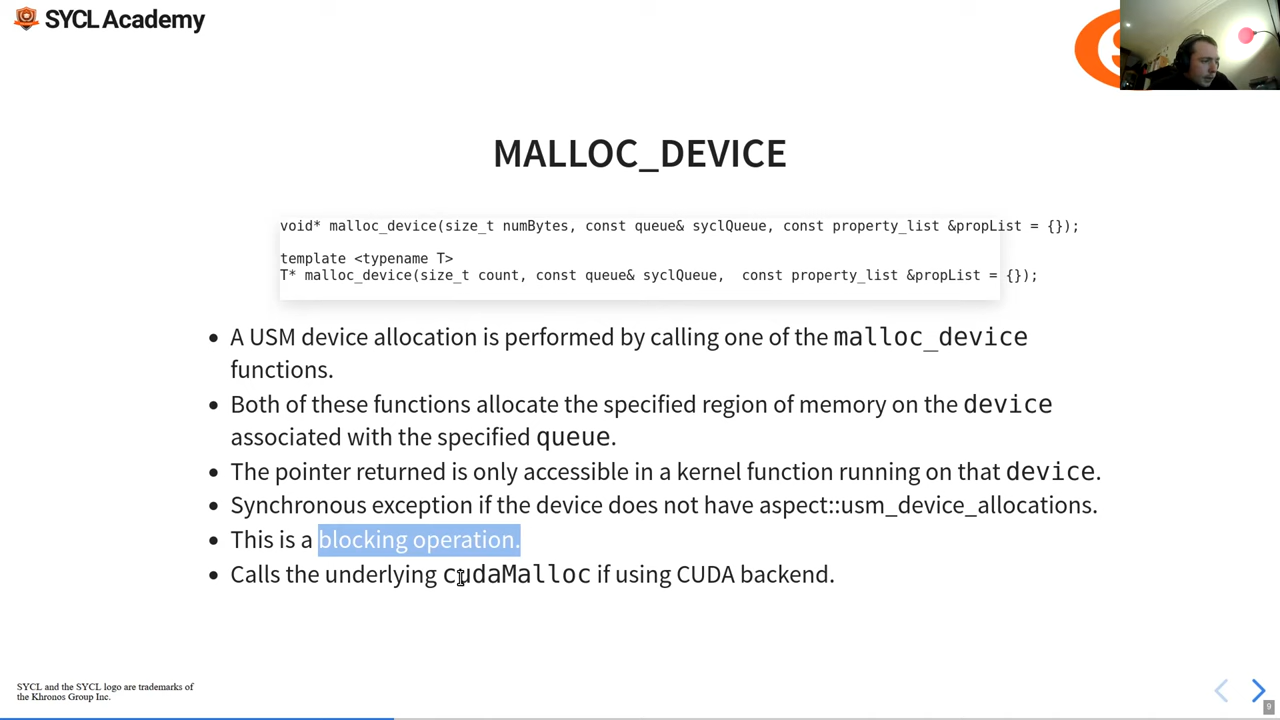 SYCL Academy
MALLOC_DEVICE
void* malloc_device(size_t numBytes, const queue& syclQueue, const property_list &propList = {});
template <typename T>
T* malloc_device(size_t count, const queue& syclQueue,  const property_list &propList = {});
A USM device allocation is performed by calling one of the malloc_device
functions.
Both of these functions allocate the specified region of memory on the device
associated with the specified queue.
The pointer returned is only accessible in a kernel function running on that device.
Synchronous exception if the device does not have aspect::usm_device_allocations.
This is a blocking operation.
Calls the underlying cudaMalloc if using CUDA backend.
SYCL and the SYCL logo are trademarks of
the Khronos Group Inc.
9